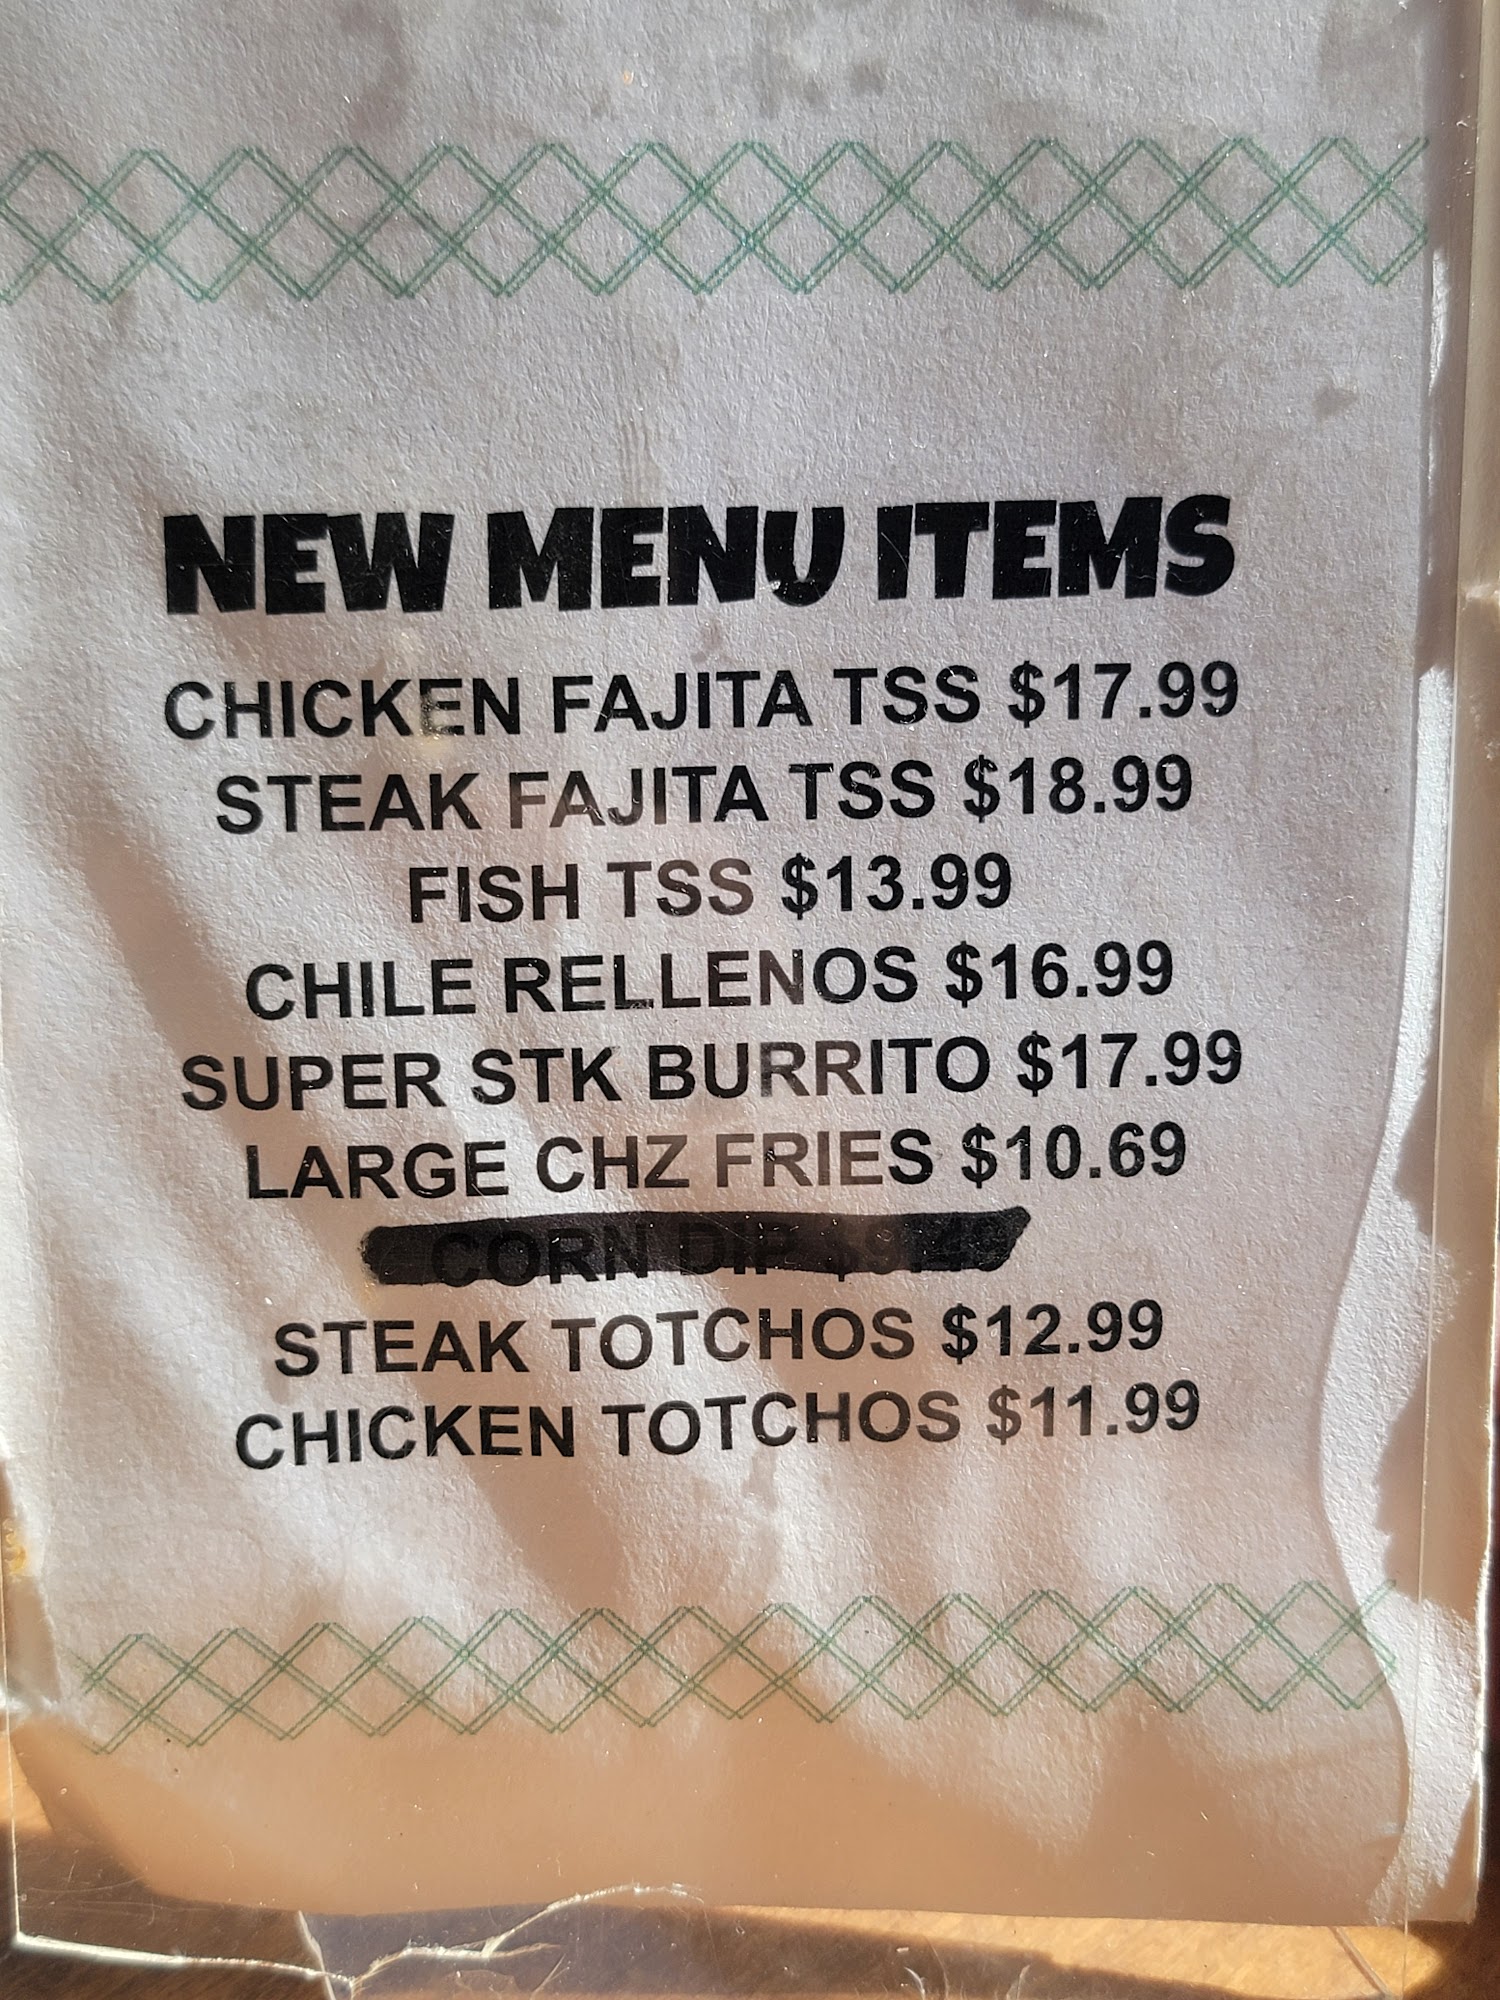 NEW MENU ITEMS
CHICKEN FAJITA TSS $17.99
STEAK FAJITA TSS $18.99
FISH TSS $13.99
CHILE RELLENOS $16.99
SUPER STK BURRITO $17.99
LARGE CHZ FRIES $10.69
CORN DIP
STEAK TOTCHOS $12.99
CHICKEN TOTCHOS $11.99